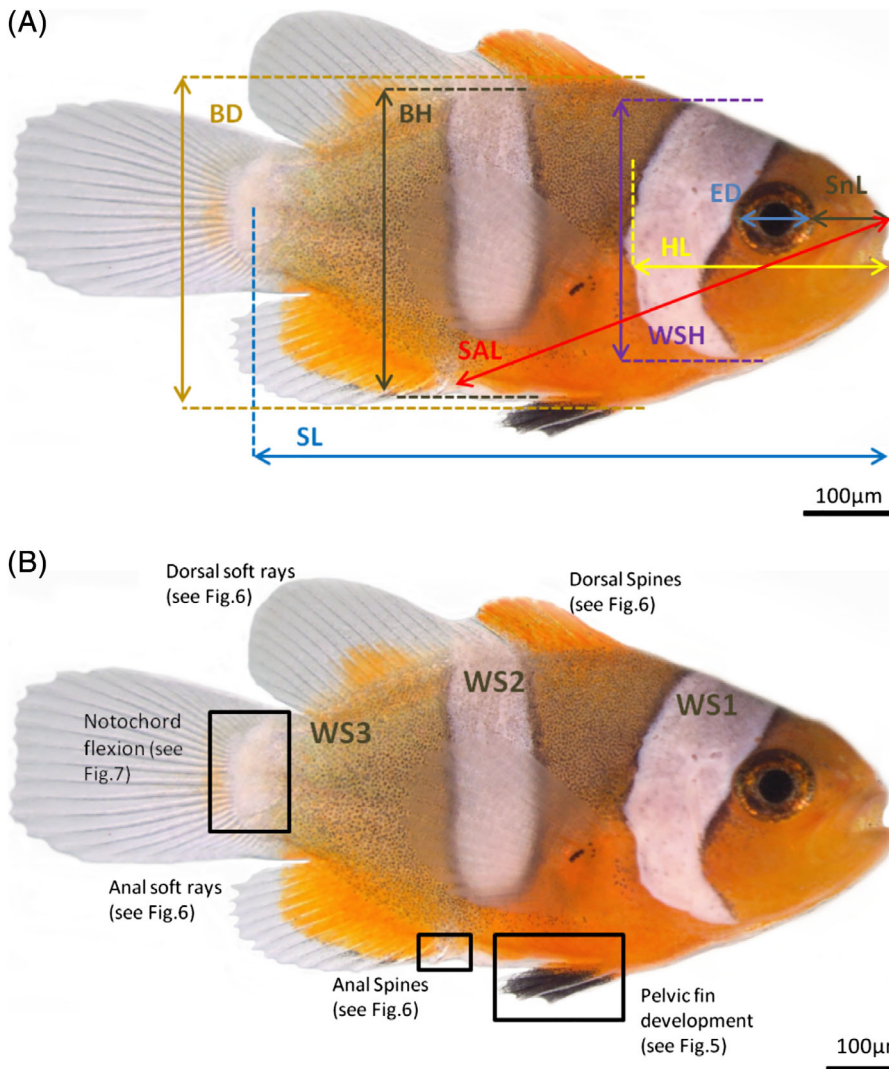 (A)
BD
BH
ED
SnL
HL
WSH
SAL
SL
100µm
(B)
Dorsal soft rays
(see Fig.6)
Dorsal Spines
(see Fig.6)
WS2
WS1
Notochord
flexion (see
Fig.7)
WS3
Anal soft rays
(see Fig.6)
Anal Spines
(see Fig.6)
Pelvic fin
development
(see Fig.5)
100µm